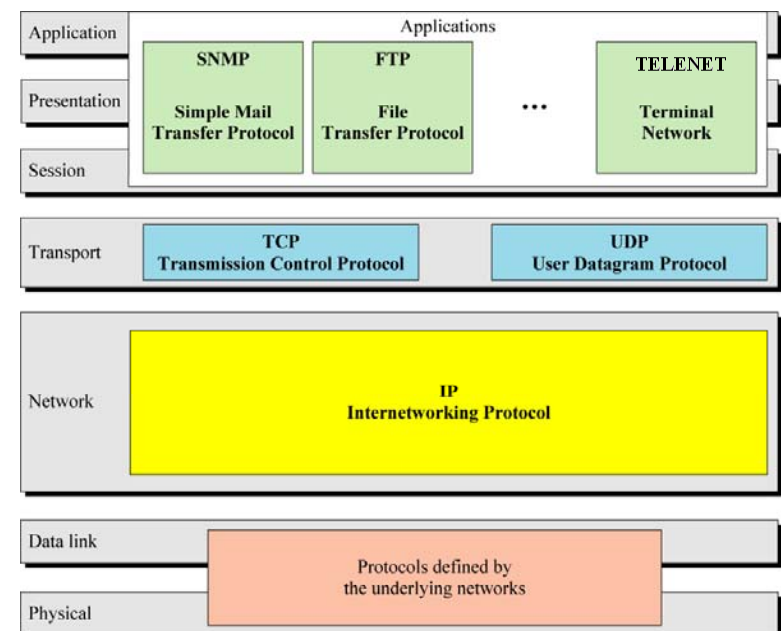 Application
Applications
SNMP
Simple Mail
Transfer Protocol
FTP
File
Transfer Protocol
...
TELENET
Terminal
Network
Presentation
Session
Transport
TCP
Transmission Control Protocol
UDP
User Datagram Protocol
Network
IP
Internetworking Protocol
Data link
Protocols defined by
the underlying networks
Physical